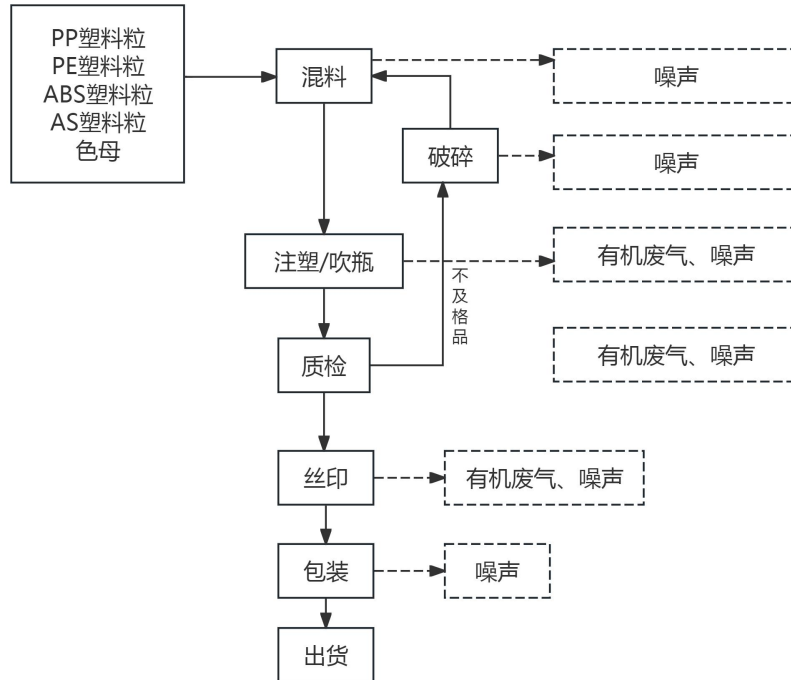 PP塑料粒
PE塑料粒
ABS塑料粒
AS塑料粒
色母
混料
噪声
破碎
噪声
注塑/吹瓶
有机废气、噪声
不及格品
质检
有机废气、噪声
丝印
有机废气、噪声
包装
噪声
出货